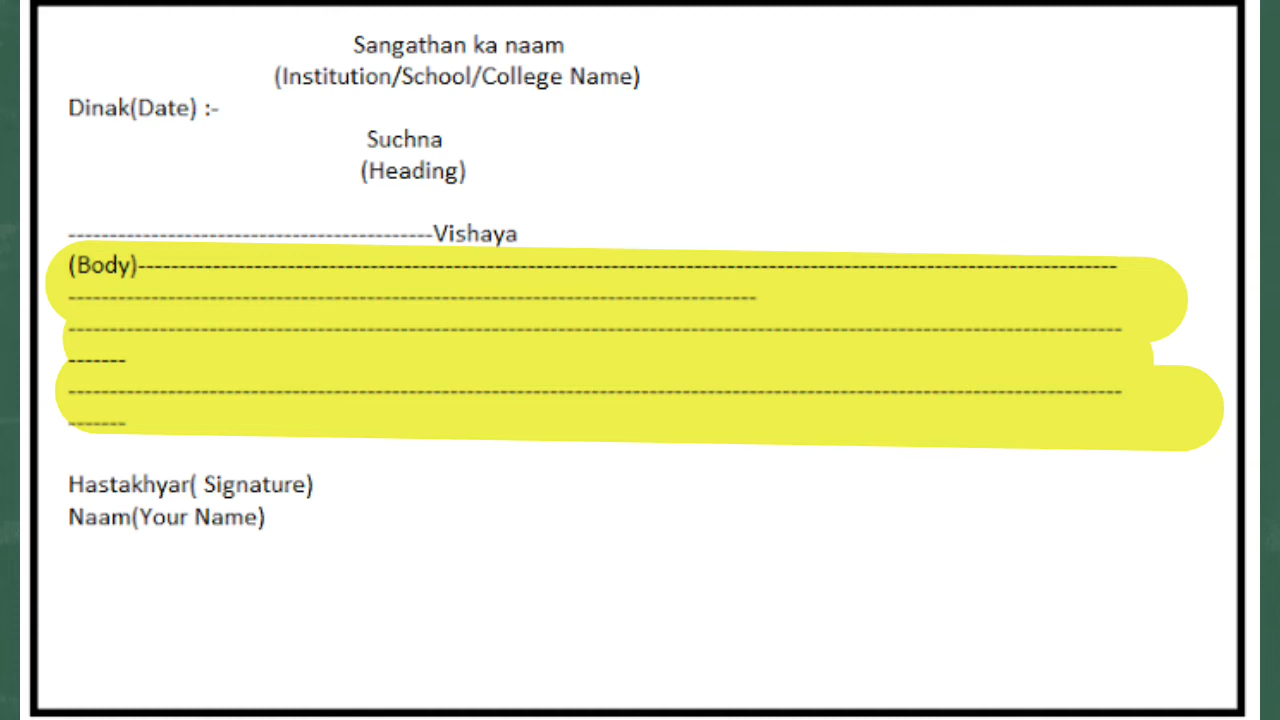 Sangathan ka naam
(Institution/School/College Name)
Dinak(Date) :-
Suchna
(Heading)
--------------------------------------------Vishaya
(Body)----------------------------------------------------------------------------------------------------------------------
-----------------------------------------------------------------------------------
-------------------------------------------------------------------------------------------------------------------------------
-------
-------------------------------------------------------------------------------------------------------------------------------
-------
Hastakhyar( Signature)
Naam(Your Name)